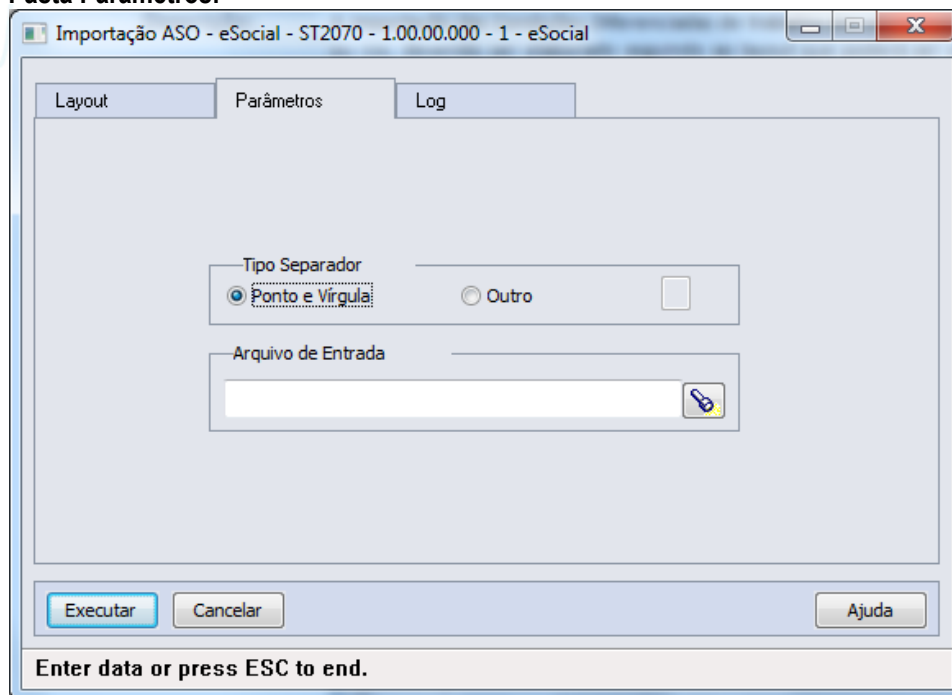 Pasta Parâmetros:
Importação ASO - eSocial - ST2070 - 1.00.00.000 - 1 - eSocial
Layout Parâmetros Log
Tipo Separador
Ponto e Vírgula Outro
Arquivo de Entrada
Executar Cancelar Ajuda
Enter data or press ESC to end.